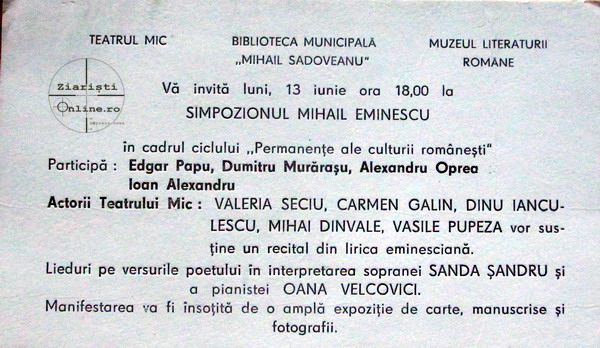 TEATRUL MIC BIBLIOTECA MUNICIPALĂ MUZEUL LITERATURII
„MIHAIL SADOVEANU" ROMÂNE
Ziariști
Online.ro
Vă invită luni, 13 iunie ora 18,00 la
SIMPOZIONUL MIHAIL EMINESCU
în cadrul ciclului „Permanențe ale culturii românești"
Participă : Edgar Papu, Dumitru Murărașu, Alexandru Oprea
Ioan Alexandru
Actorii Teatrului Mic : VALERIA SECIU, CARMEN GALIN, DINU IANCU-
LESCU, MIHAI DINVALE, VASILE PUPEZA vor sus-
ține un recital din lirica eminesciană.
Lieduri pe versurile poetului în interpretarea sopranei SANDA ȘANDRU și
a pianistei OANA VELCOVICI.
Manifestarea va fi însoțită de o amplă expoziție de carte, manuscrise și
fotografii.